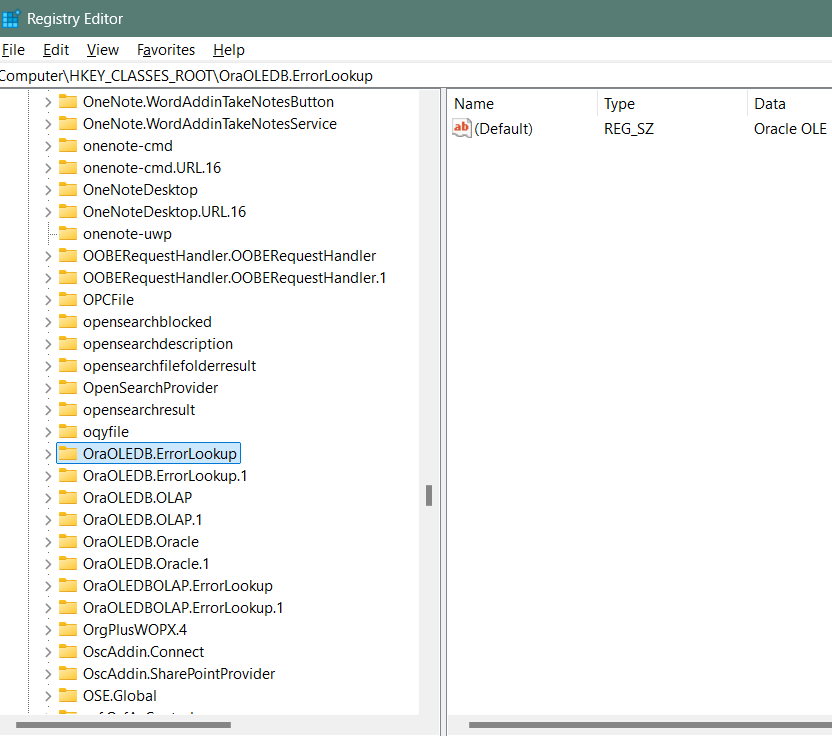 Registry Editor
File Edit View Favorites Help
Computer\HKEY_CLASSES_ROOT\OraOLEDB.ErrorLookup
OneNote.WordAddinTakeNotesButton
OneNote.WordAddinTakeNotesService
onenote-cmd
onenote-cmd.URL.16
OneNoteDesktop
OneNoteDesktop.URL.16
onenote-uwp
OOBERequestHandler.OOBERequestHandler
OOBERequestHandler.OOBERequestHandler.1
OPCFile
opensearchblocked
opensearchdescription
opensearchfilefolderresult
OpenSearchProvider
opensearchresult
oqyfile
OraOLEDB.ErrorLookup
OraOLEDB.ErrorLookup.1
OraOLEDB.OLAP
OraOLEDB.OLAP.1
OraOLEDB.Oracle
OraOLEDB.Oracle.1
OraOLEDBOLAP.ErrorLookup
OraOLEDBOLAP.ErrorLookup.1
OrgPlusWOPX.4
OscAddin.Connect
OscAddin.SharePointProvider
OSE.Global
Name Type Data
ab (Default) REG_SZ Oracle OLE